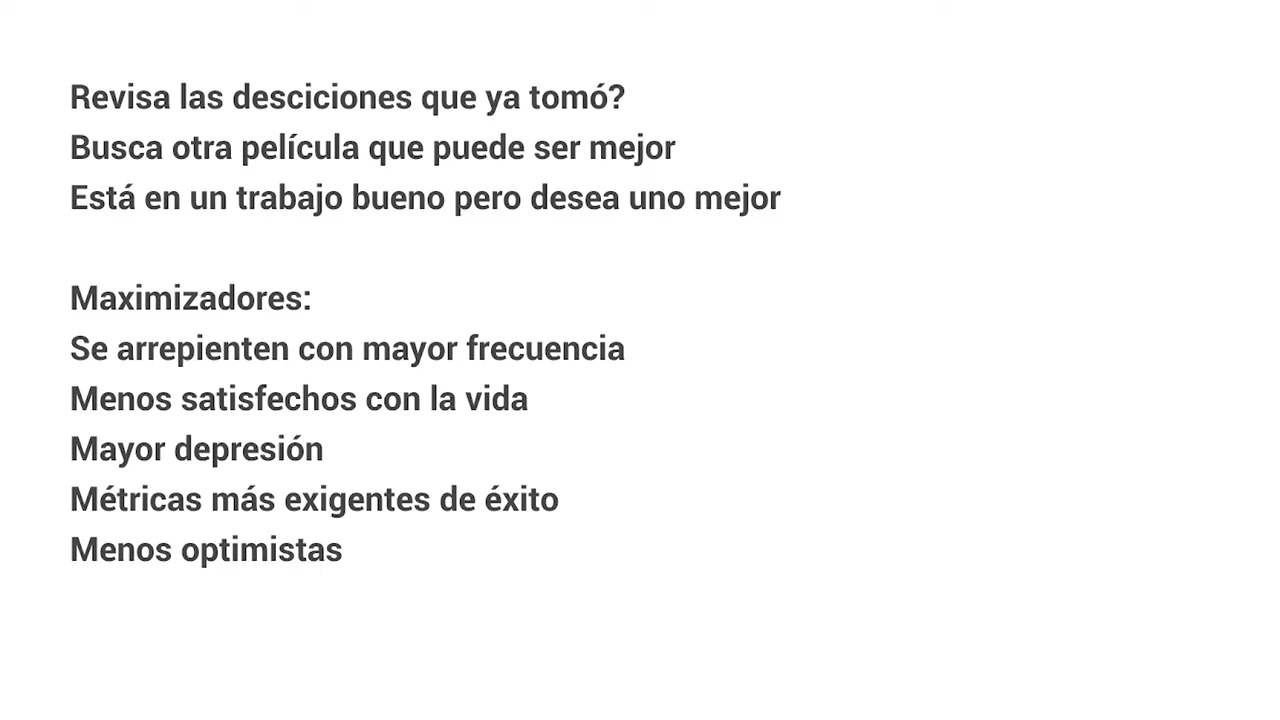 Revisa las desciciones que ya tomó?
Busca otra película que puede ser mejor
Está en un trabajo bueno pero desea uno mejor
Maximizadores:
Se arrepienten con mayor frecuencia
Menos satisfechos con la vida
Mayor depresión
Métricas más exigentes de éxito
Menos optimistas